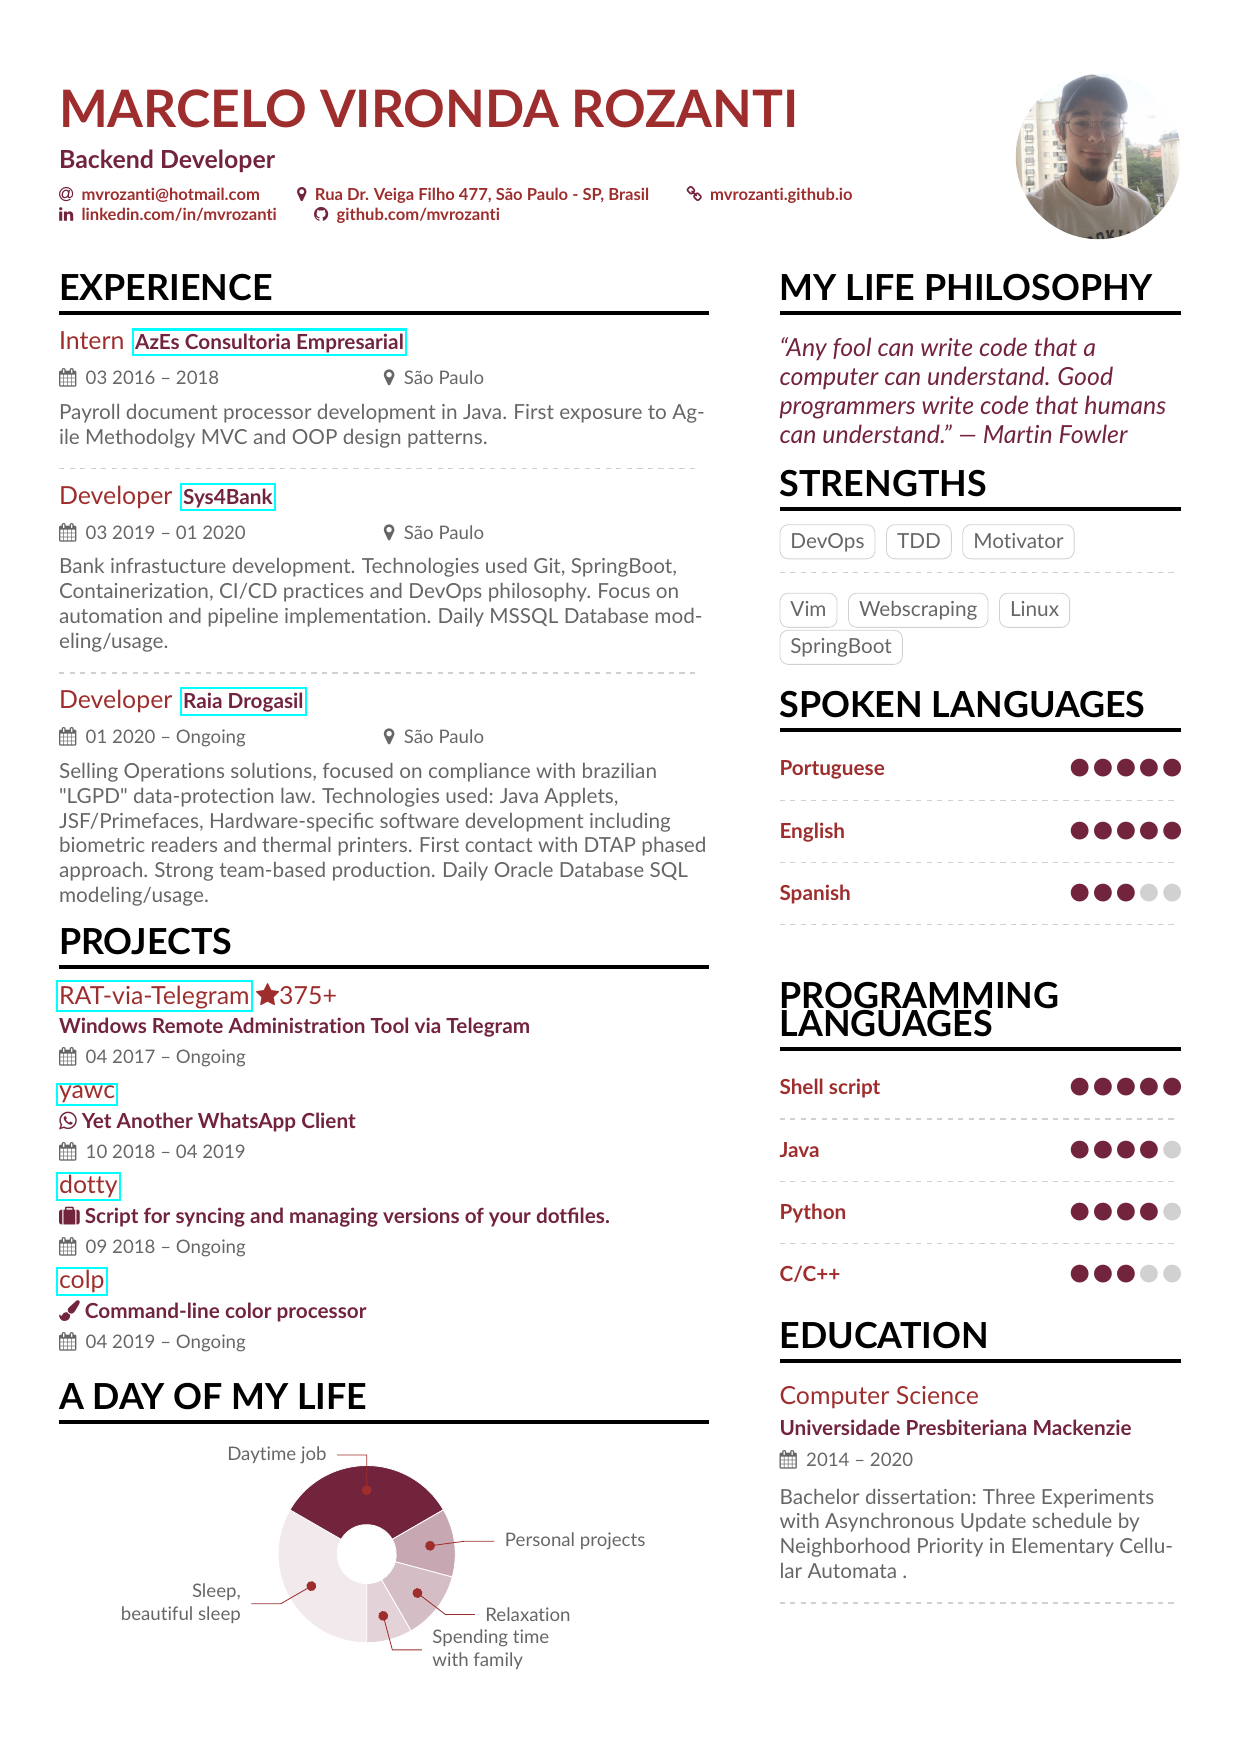 MARCELO VIRONDA ROZANTI
Backend Developer
mvrozanti@hotmail.com Rua Dr. Veiga Filho 477, São Paulo - SP, Brasil mvrozanti.github.io
linkedin.com/in/mvrozanti github.com/mvrozanti
EXPERIENCE
Intern AzEs Consultoria Empresarial
03 2016 – 2018 São Paulo
Payroll document processor development in Java. First exposure to Ag-
ile Methodolgy MVC and OOP design patterns.
Developer Sys4Bank
03 2019 – 01 2020 São Paulo
Bank infrastucture development. Technologies used Git, SpringBoot,
Containerization, CI/CD practices and DevOps philosophy. Focus on
automation and pipeline implementation. Daily MSSQL Database mod-
eling/usage.
Developer Raia Drogasil
01 2020 – Ongoing São Paulo
Selling Operations solutions, focused on compliance with brazilian
"LGPD" data-protection law. Technologies used: Java Applets,
JSF/Primefaces, Hardware-specific software development including
biometric readers and thermal printers. First contact with DTAP phased
approach. Strong team-based production. Daily Oracle Database SQL
modeling/usage.
PROJECTS
RAT-via-Telegram ★375+
Windows Remote Administration Tool via Telegram
04 2017 – Ongoing
yawc
Yet Another WhatsApp Client
10 2018 – 04 2019
dotty
Script for syncing and managing versions of your dotfiles.
09 2018 – Ongoing
colp
Command-line color processor
04 2019 – Ongoing
A DAY OF MY LIFE
Daytime job
Personal projects
Sleep,
beautiful sleep
Relaxation
Spending time
with family
MY LIFE PHILOSOPHY
“Any fool can write code that a
computer can understand. Good
programmers write code that humans
can understand.” — Martin Fowler
STRENGTHS
DevOps TDD Motivator
Vim Webscraping Linux
SpringBoot
SPOKEN LANGUAGES
Portuguese
English
Spanish
PROGRAMMING
LANGUAGES
Shell script
Java
Python
C/C++
EDUCATION
Computer Science
Universidade Presbiteriana Mackenzie
2014 – 2020
Bachelor dissertation: Three Experiments
with Asynchronous Update schedule by
Neighborhood Priority in Elementary Cellu-
lar Automata .